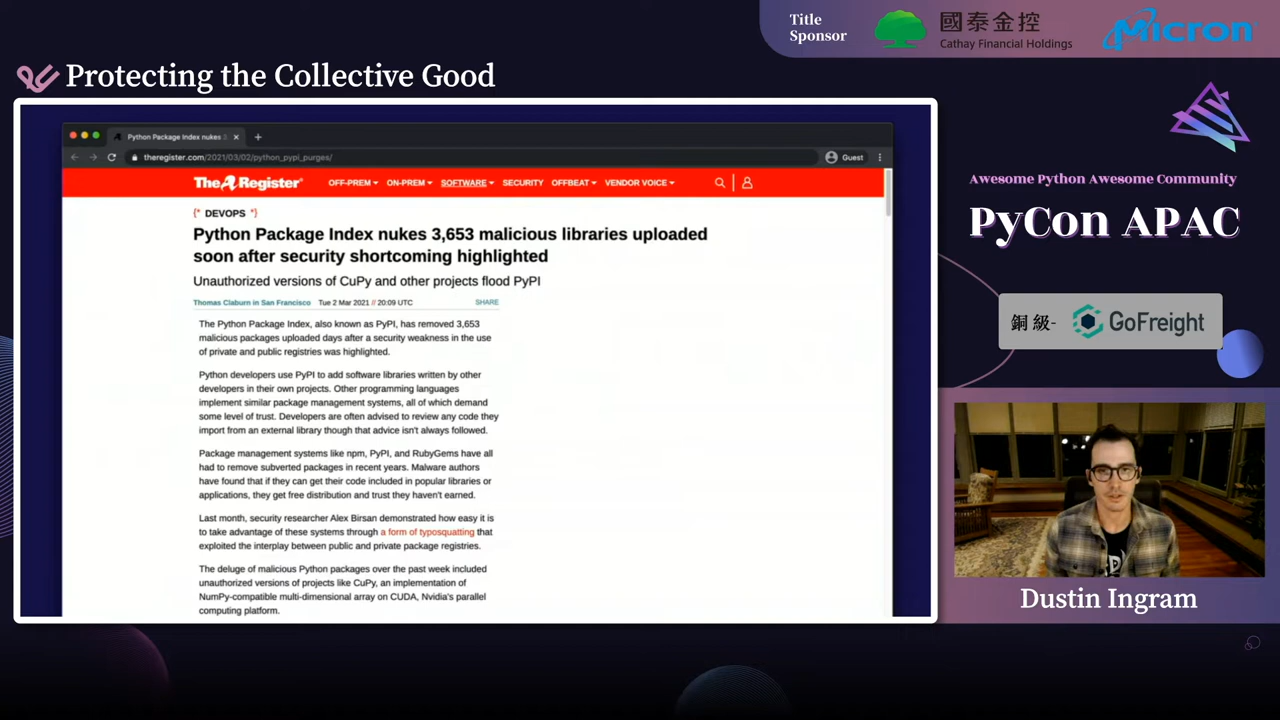 Title
Sponsor
國泰金控
Cathay Financial Holdings
Micron
Protecting the Collective Good
Python Package Index nukes 3
theregister.com/2021/03/02/python_pypi_purges/
Guest
The Register
OFF-PREM
ON-PREM
SOFTWARE
SECURITY
OFFBEAT
VENDOR VOICE
{* DEVOPS *}
Python Package Index nukes 3,653 malicious libraries uploaded
soon after security shortcoming highlighted
Unauthorized versions of CuPy and other projects flood PyPI
Thomas Claburn in San Francisco Tue 2 Mar 2021 // 20:09 UTC
SHARE
The Python Package Index, also known as PyPI, has removed 3,653
malicious packages uploaded days after a security weakness in the use
of private and public registries was highlighted.
Python developers use PyPI to add software libraries written by other
developers in their own projects. Other programming languages
implement similar package management systems, all of which demand
some level of trust. Developers are often advised to review any code they
import from an external library though that advice isn't always followed.
Package management systems like npm, PyPI, and RubyGems have all
had to remove subverted packages in recent years. Malware authors
have found that if they can get their code included in popular libraries or
applications, they get free distribution and trust they haven't earned.
Last month, security researcher Alex Birsan demonstrated how easy it is
to take advantage of these systems through a form of typosquatting that
exploited the interplay between public and private package registries.
The deluge of malicious Python packages over the past week included
unauthorized versions of projects like CuPy, an implementation of
NumPy-compatible multi-dimensional array on CUDA, Nvidia's parallel
computing platform.
Awesome Python Awesome Community
PyCon APAC
銅級-
GoFreight
Dustin Ingram